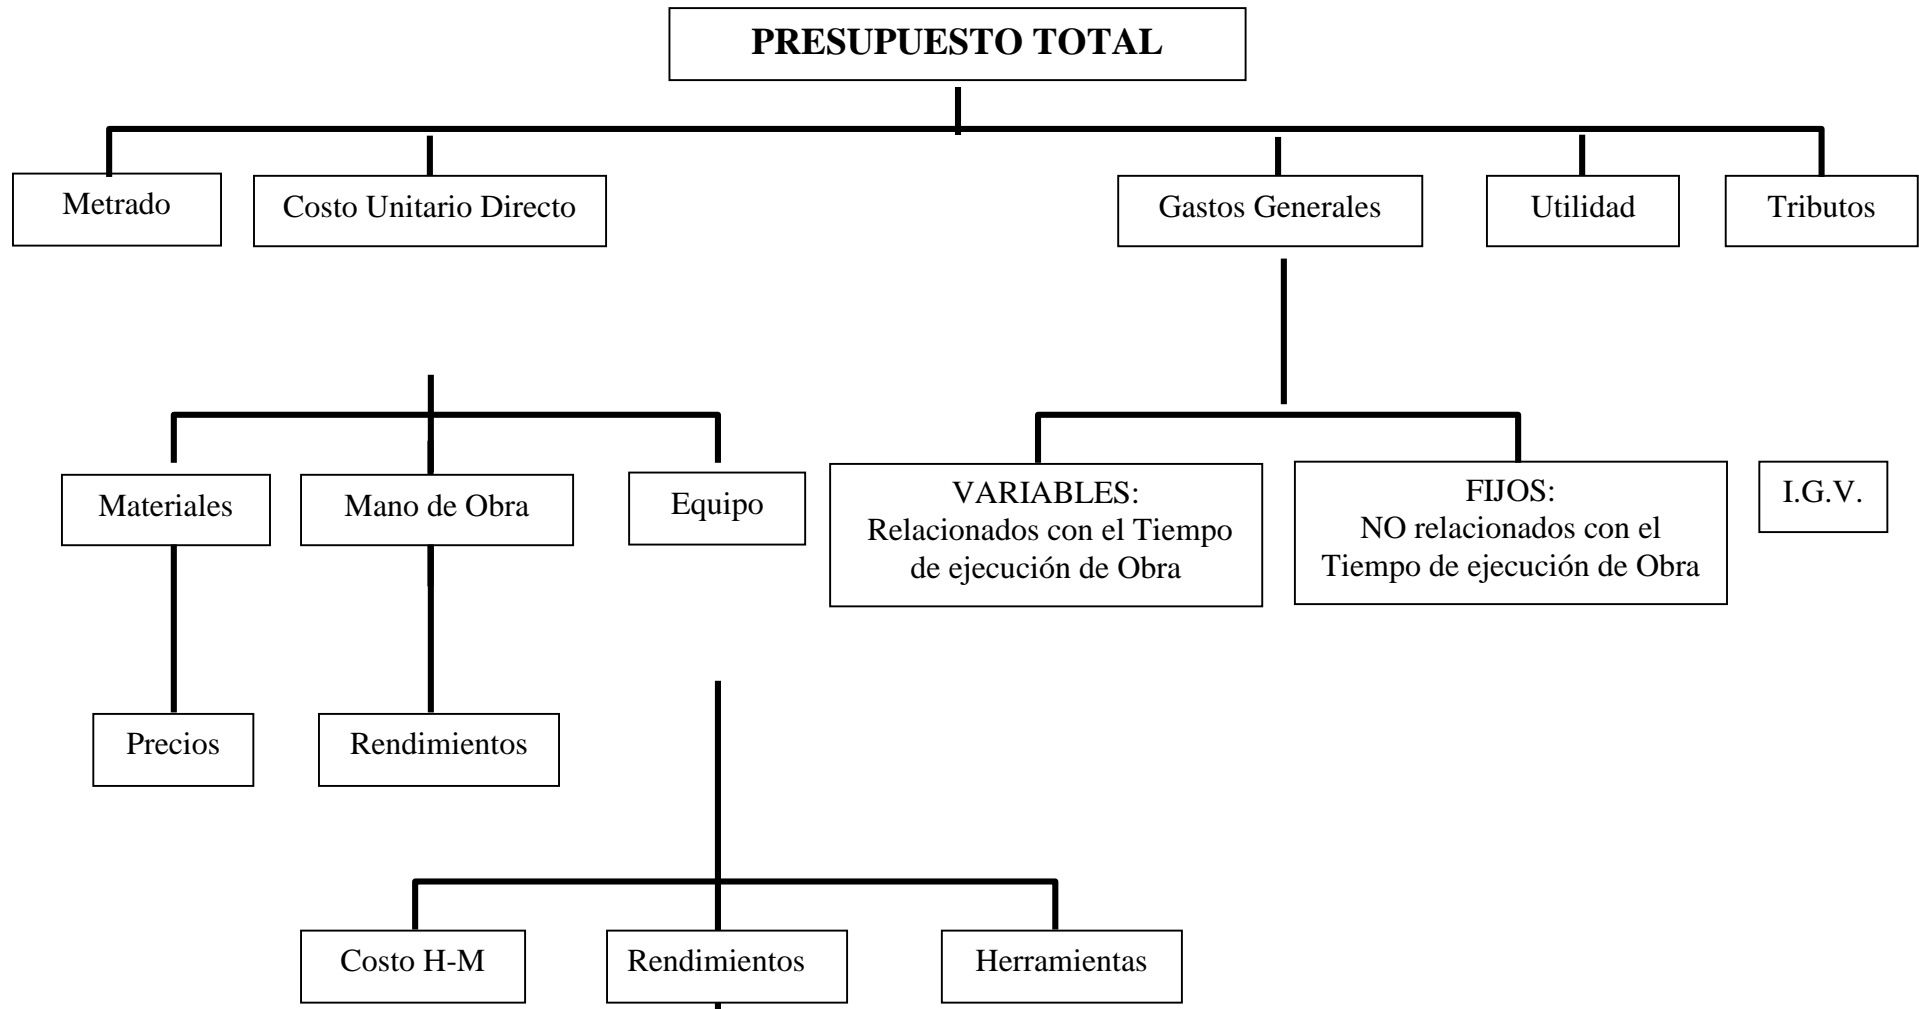 PRESUPUESTO TOTAL
Metrado
Costo Unitario Directo
Gastos Generales
Utilidad
Tributos
Materiales
Mano de Obra
Equipo
VARIABLES:
Relacionados con el Tiempo
de ejecución de Obra
FIJOS:
NO relacionados con el
Tiempo de ejecución de Obra
I.G.V.
Precios
Rendimientos
Costo H-M
Rendimientos
Herramientas